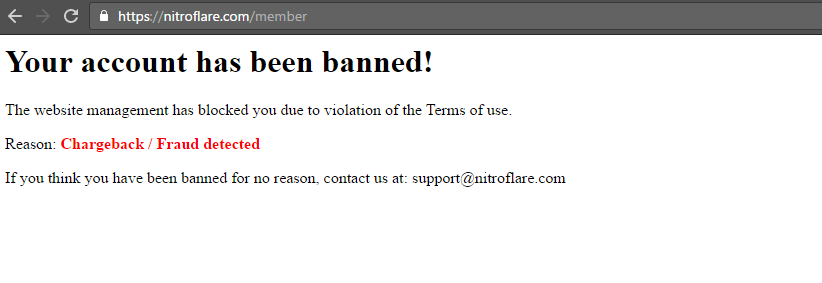 https://nitroflare.com/member
Your account has been banned!
The website management has blocked you due to violation of the Terms of use.
Reason: Chargeback / Fraud detected
If you think you have been banned for no reason, contact us at: support@nitroflare.com